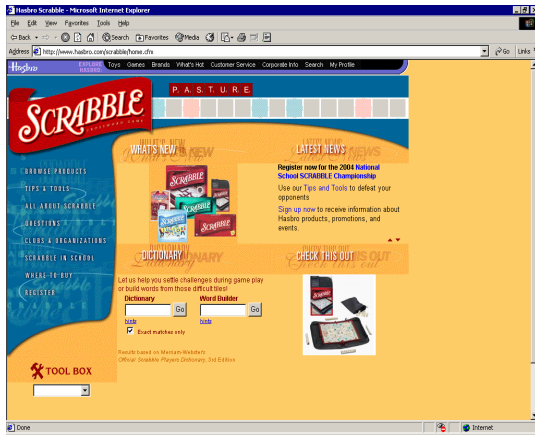 Hasbro Scrabble - Microsoft Internet Explorer
File Edit View Favorites Tools Help
Back Search Favorites Media
Address http://www.hasbro.com/scrabble/home.cfm Go Links
Hasbro EXPLORE HASBRO: Toys Games Brands What's Hot Customer Service Corporate Info Search My Profile
P. A. S. T. U. R. E.
SCRABBLE
CROSSWORD GAME
WHAT'S NEW
LATEST NEWS
Register now for the 2004 National
School SCRABBLE Championship
Use our Tips and Tools to defeat your
opponents
Sign up now to receive information about
Hasbro products, promotions, and
events.
BROWSE PRODUCTS
TIPS & TOOLS
ALL ABOUT SCRABBLE
QUESTIONS
CLUBS & ORGANIZATIONS
SCRABBLE IN SCHOOL
WHERE TO BUY
REGISTER
DICTIONARY
CHECK THIS OUT
Let us help you settle challenges during game play
or build words from those difficult tiles!
Dictionary Word Builder
Go Go
hints hints
Exact matches only
Results based on Merriam-Webster's
Official Scrabble Players Dictionary, 3rd Edition
TOOL BOX
Done Internet